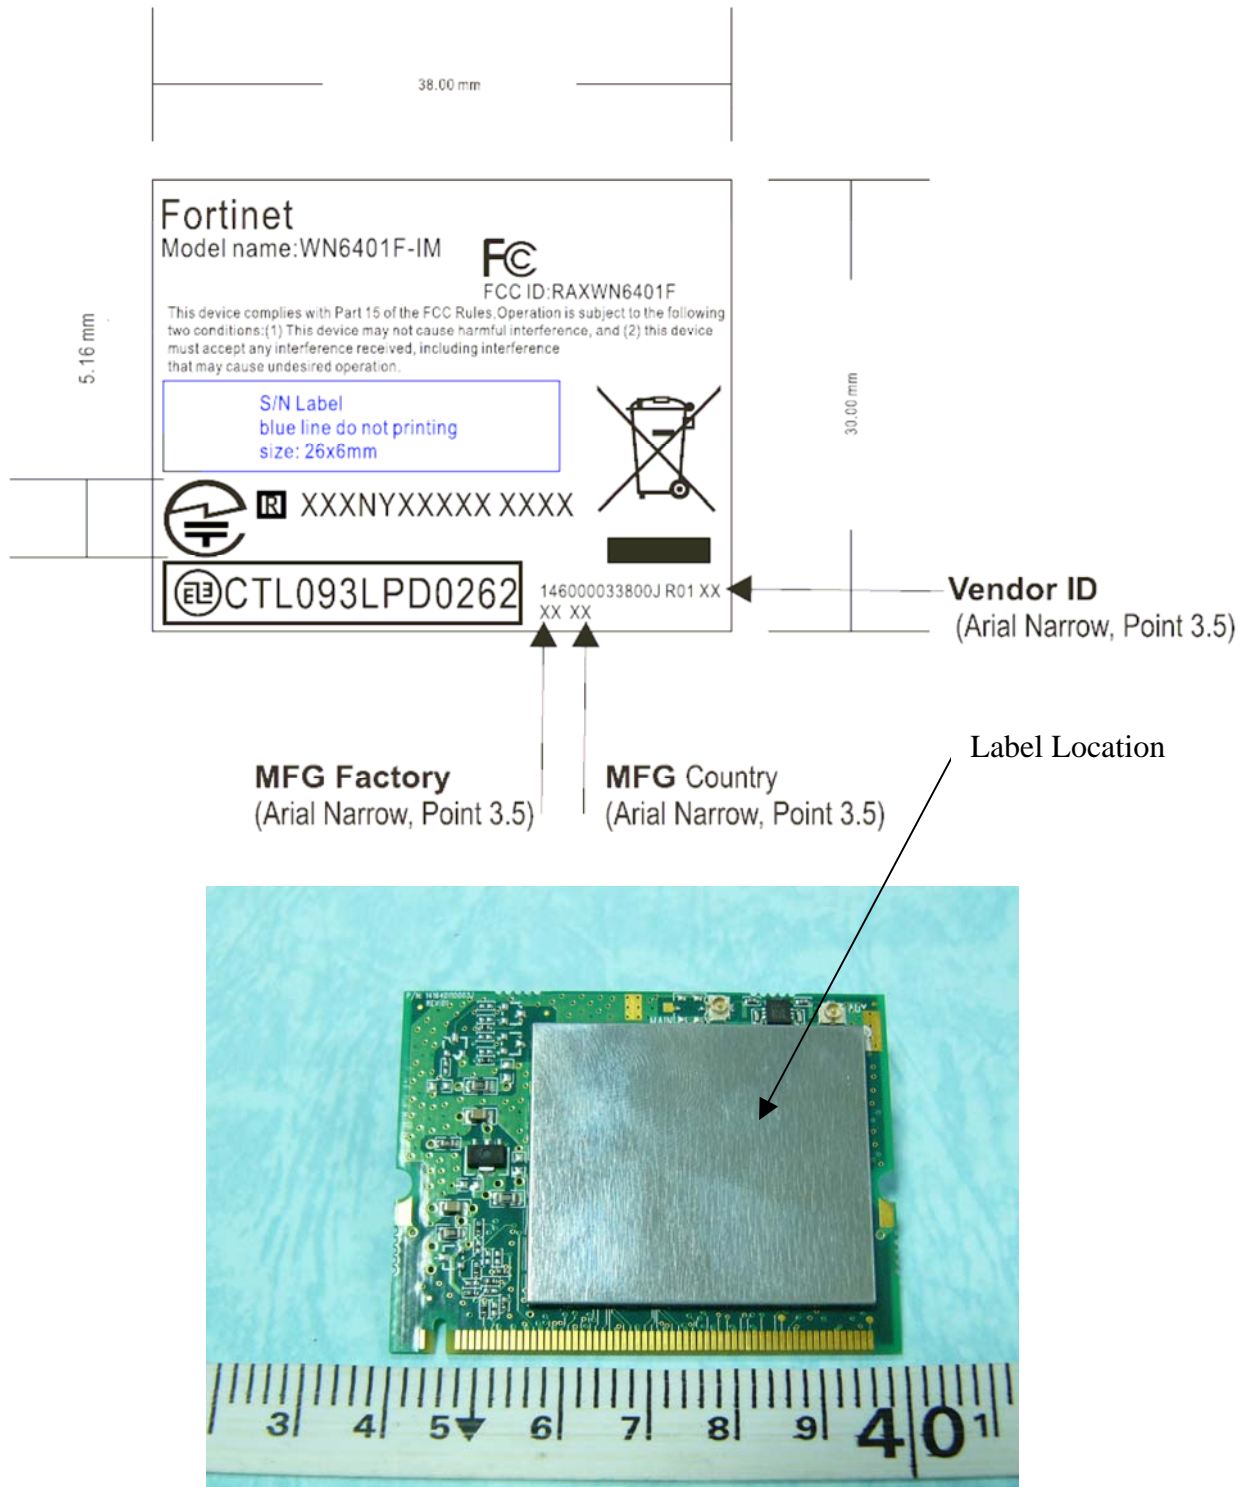 38.00 mm
Fortinet
Model name:WN6401F-IM
FC
FCC ID:RAXWN6401F
This device complies with Part 15 of the FCC Rules,Operation is subject to the following
two conditions:(1) This device may not cause harmful interference, and (2) this device
must accept any interference received, including interference
that may cause undesired operation.
5.16 mm
30.00 mm
S/N Label
blue line do not printing
size: 26x6mm
R XXXNYXXXXX XXXX
CTL093LPD0262
146000033800J R01 XX
XX XX
Vendor ID
(Arial Narrow, Point 3.5)
Label Location
MFG Factory
(Arial Narrow, Point 3.5)
MFG Country
(Arial Narrow, Point 3.5)
MAIN
3 4 5 6 7 8 9 40 1